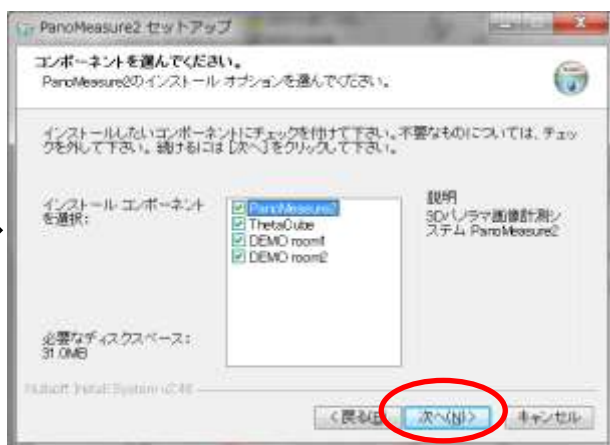 PanoMeasure2 セットアップ
コンポーネントを選んでください。
PanoMeasure2のインストール オプションを選んでください。
インストールしたいコンポーネントにチェックを付けて下さい。不要なものについては、チェッ
クを外して下さい。続けるには [次へ] をクリックして下さい。
インストール コンポーネント
を選択:
PanoMeasure2
ThetaCube
DEMO room1
DEMO room2
説明
3Dパノラマ画像計測シ
ステム PanoMeasure2
必要なディスクスペース:
31.0MB
Nullsoft Install System v2.46
< 戻る(B)
次へ(N) >
キャンセル